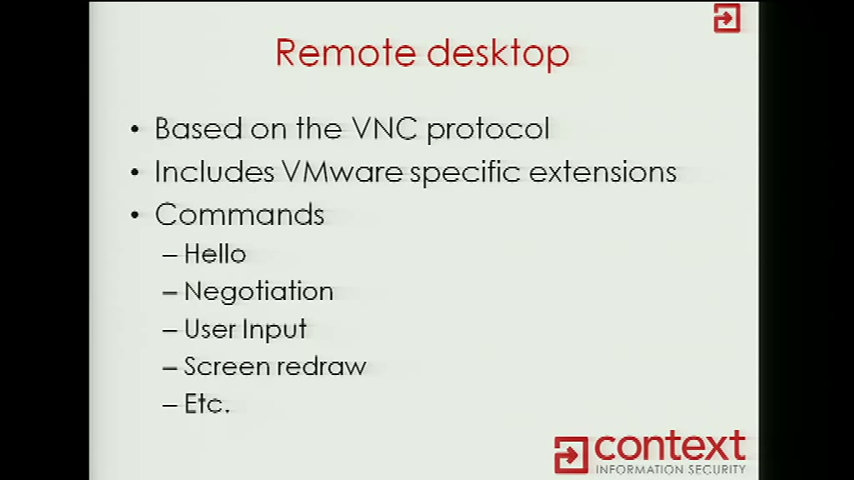 Remote desktop
• Based on the VNC protocol
• Includes VMware specific extensions
• Commands
– Hello
– Negotiation
– User Input
– Screen redraw
– Etc.
context
INFORMATION SECURITY